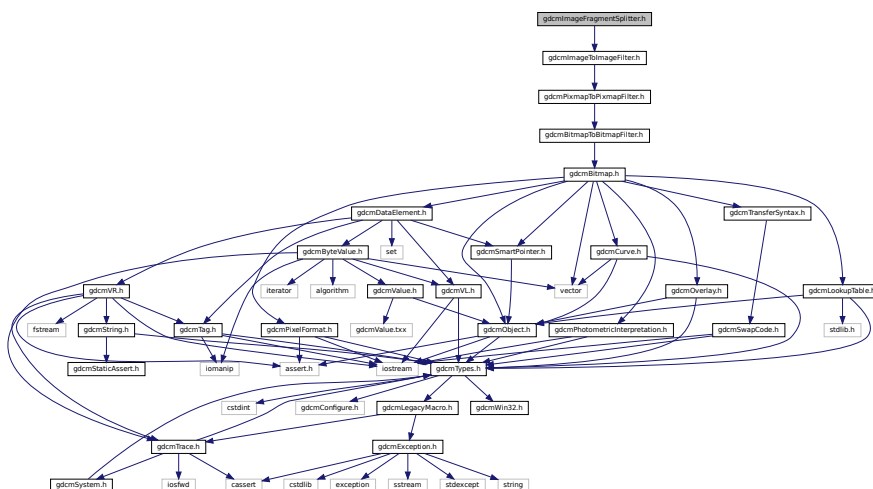 gdcmImageFragmentSplitter.h
gdcmImageToImageFilter.h
gdcmPixmapToPixmapFilter.h
gdcmBitmapToBitmapFilter.h
gdcmBitmap.h
gdcmDataElement.h
gdcmTransferSyntax.h
gdcmByteValue.h
set
gdcmSmartPointer.h
gdcmCurve.h
gdcmVR.h
iterator
algorithm
gdcmValue.h
gdcmVL.h
vector
gdcmOverlay.h
gdcmLookupTable.h
fstream
gdcmString.h
gdcmTag.h
gdcmPixelFormat.h
gdcmValue.txx
gdcmObject.h
gdcmPhotometricInterpretation.h
gdcmSwapCode.h
stdlib.h
gdcmStaticAssert.h
iomanip
assert.h
iostream
gdcmTypes.h
cstdint
gdcmConfigure.h
gdcmLegacyMacro.h
gdcmWin32.h
gdcmTrace.h
gdcmException.h
gdcmSystem.h
iosfwd
cassert
cstdlib
exception
sstream
stdexcept
string